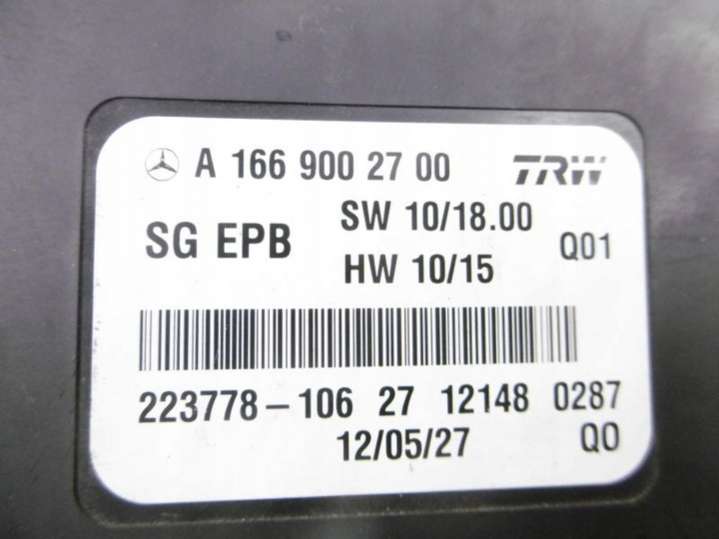 A 166 900 27 00 TRW
SG EPB SW 10/18.00 Q01
HW 10/15
223778-106 27 12148 0287
12/05/27 QO